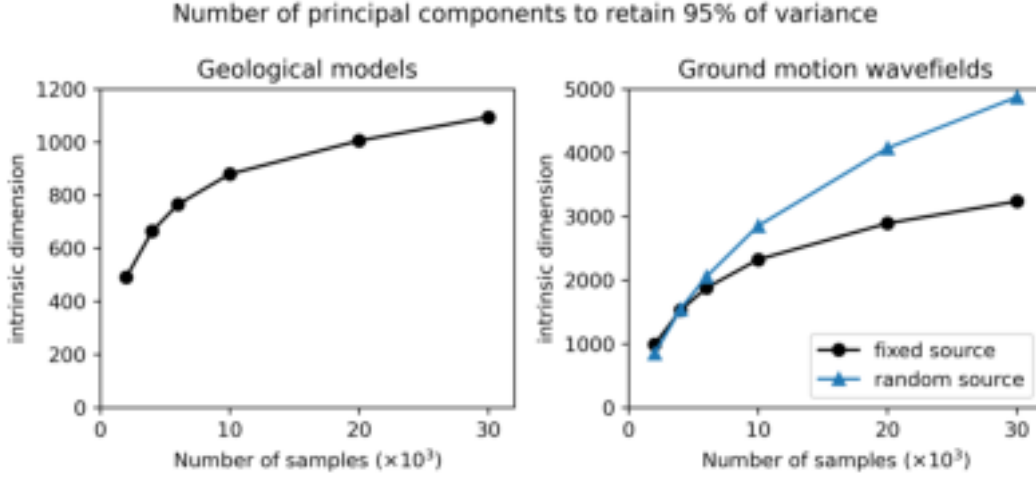 Number of principal components to retain 95% of variance
Geological models
1200
1000
800
600
400
200
0
intrinsic dimension
0 10 20 30
Number of samples (×10³)
Ground motion wavefields
5000
4000
3000
2000
1000
0
intrinsic dimension
fixed source
random source
0 10 20 30
Number of samples (×10³)